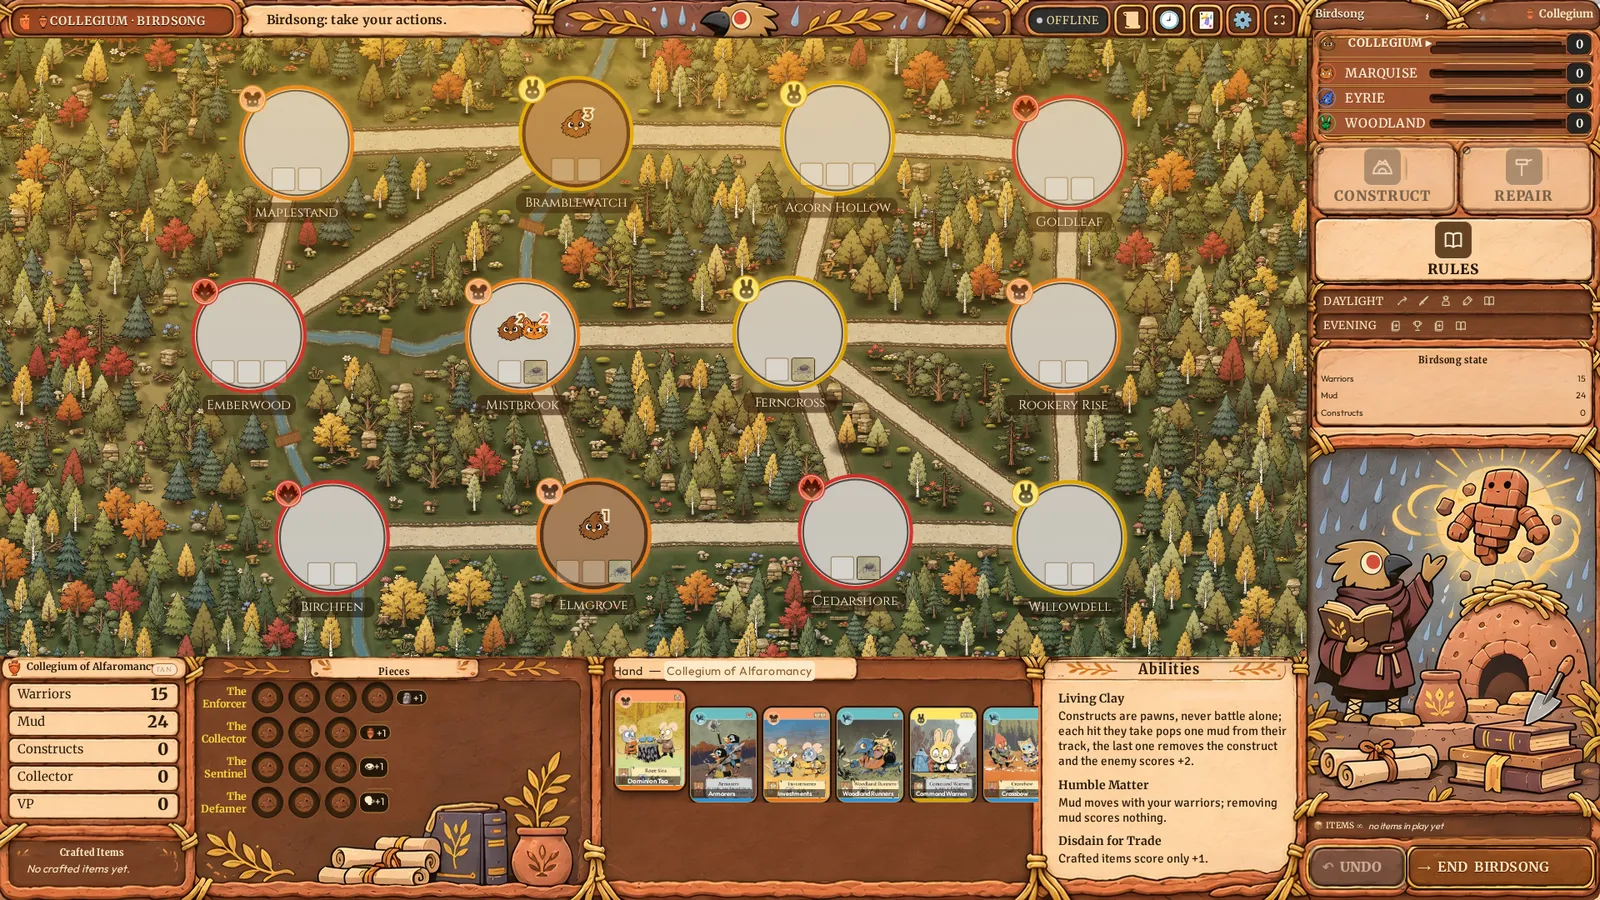 COLLEGIUM · BIRDSONG
Birdsong: take your actions.
OFFLINE
Birdsong
Collegium
COLLEGIUM 0
MARQUISE 0
EYRIE 0
WOODLAND 0
CONSTRUCT
REPAIR
RULES
DAYLIGHT
EVENING
Birdsong state
Warriors 15
Mud 24
Constructs 0
MAPLESTAND
3
BRAMBLEWATCH
ACORN HOLLOW
GOLDLEAF
EMBERWOOD
2 2
MISTBROOK
FERNCROSS
ROOKERY RISE
BIRCHFEN
1
ELMGROVE
CEDARSHORE
WILLOWDELL
Collegium of Alfaromancy
Warriors 15
Mud 24
Constructs 0
Collector 0
VP 0
Crafted Items
No crafted items yet.
Pieces
The Enforcer +1
The Collector +1
The Sentinel +1
The Defamer +1
Hand — Collegium of Alfaromancy
Dominion Tea
Armorers
Investments
Woodland Runners
Command Warren
Crossbow
Abilities
Living Clay
Constructs are pawns, never battle alone;
each hit they take pops one mud from their
track, the last one removes the construct
and the enemy scores +2.
Humble Matter
Mud moves with your warriors; removing
mud scores nothing.
Disdain for Trade
Crafted items score only +1.
ITEMS
no items in play yet
UNDO
→ END BIRDSONG